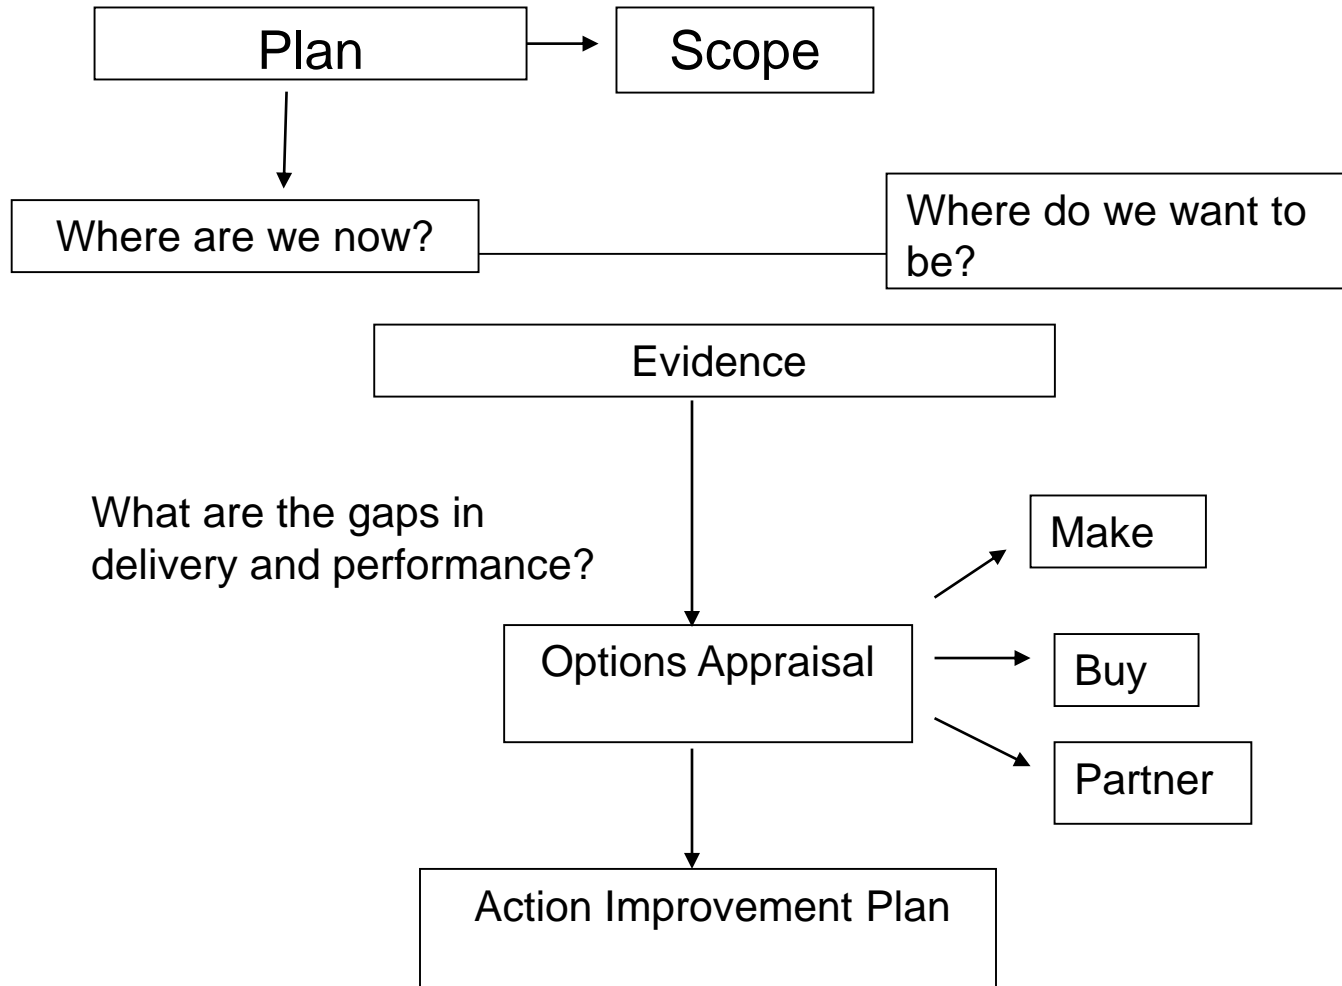 Plan
Scope
Where are we now?
Where do we want to
be?
Evidence
What are the gaps in
delivery and performance?
Make
Options Appraisal
Buy
Partner
Action Improvement Plan